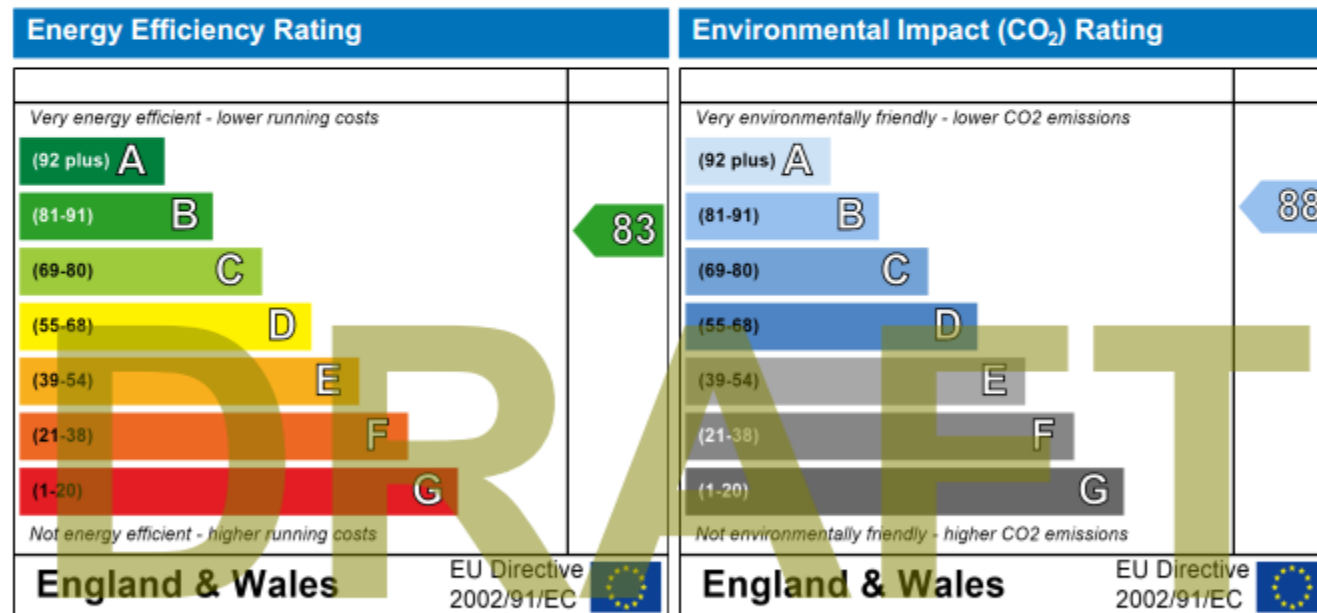 Energy Efficiency Rating
Very energy efficient - lower running costs
(92 plus) A
(81-91) B
(69-80) C
(55-68) D
(39-54) E
(21-38) F
(1-20) G
83
Not energy efficient - higher running costs
England & Wales
EU Directive
2002/91/EC
Environmental Impact (CO₂) Rating
Very environmentally friendly - lower CO2 emissions
(92 plus) A
(81-91) B
(69-80) C
(55-68) D
(39-54) E
(21-38) F
(1-20) G
88
Not environmentally friendly - higher CO2 emissions
England & Wales
EU Directive
2002/91/EC
DRAFT